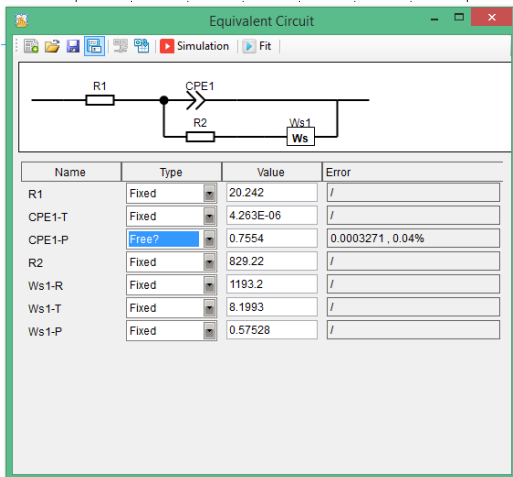 Equivalent Circuit
Simulation Fit
R1 CPE1
R2 Ws1
Ws
Name Type Value Error
R1 Fixed 20.242 /
CPE1-T Fixed 4.263E-06 /
CPE1-P Free? 0.7554 0.0003271 , 0.04%
R2 Fixed 829.22 /
Ws1-R Fixed 1193.2 /
Ws1-T Fixed 8.1993 /
Ws1-P Fixed 0.57528 /